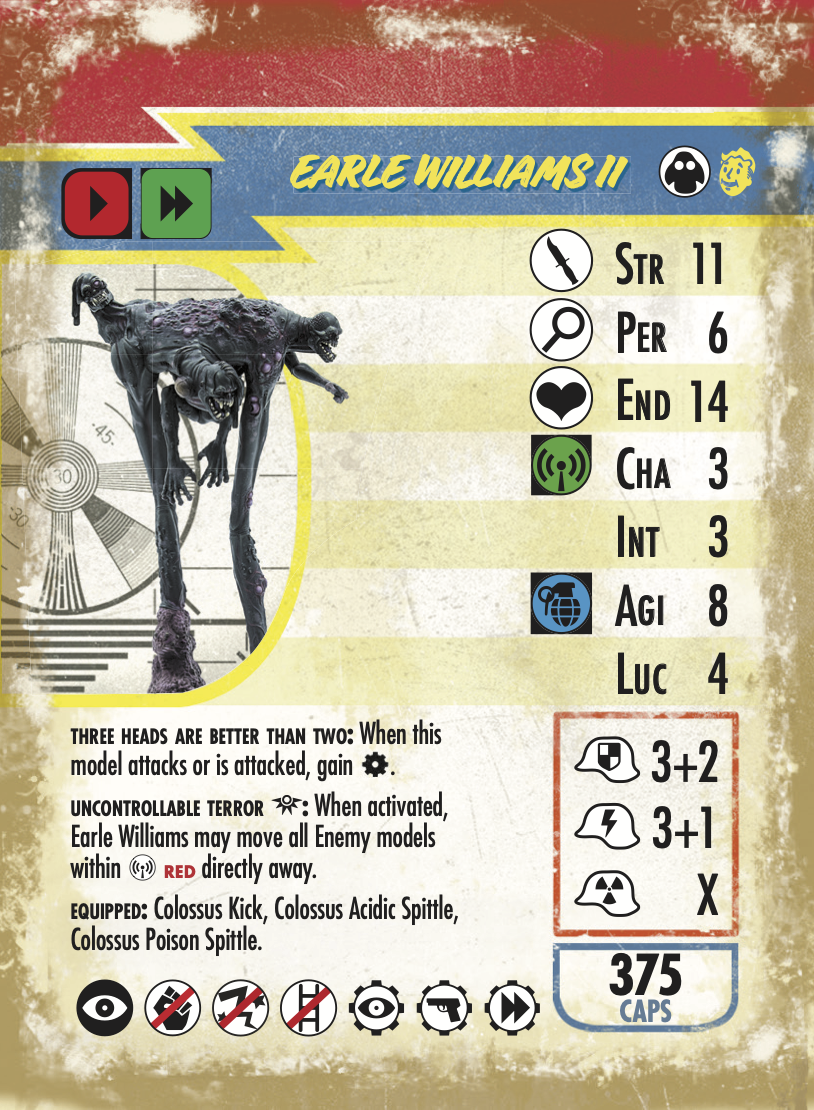 EARLE WILLIAMS II
STR 11
PER 6
END 14
CHA 3
INT 3
AGI 8
LUC 4
·45·
30
30
THREE HEADS ARE BETTER THAN TWO: When this
model attacks or is attacked, gain .
UNCONTROLLABLE TERROR : When activated,
Earle Williams may move all Enemy models
within RED directly away.
EQUIPPED: Colossus Kick, Colossus Acidic Spittle,
Colossus Poison Spittle.
3+2
3+1
X
375
CAPS